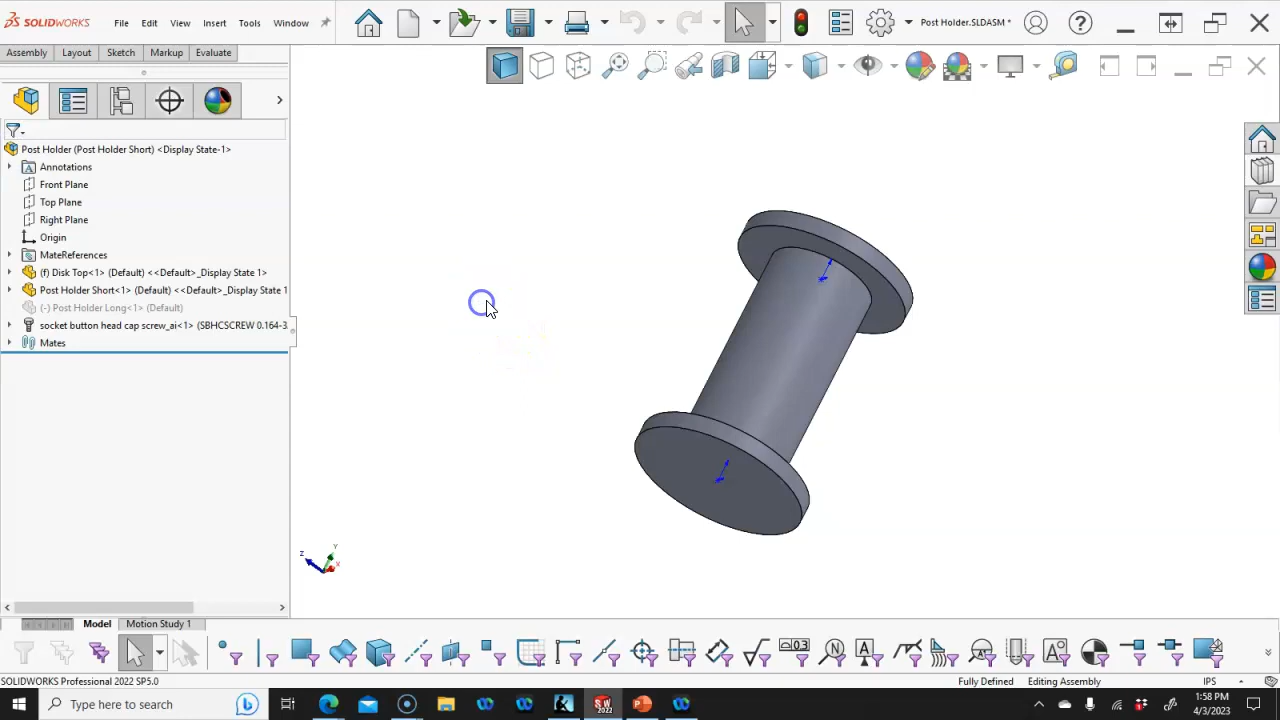 SOLIDWORKS File Edit View Insert Tools Window Post Holder.SLDASM *
Assembly Layout Sketch Markup Evaluate
Post Holder (Post Holder Short) <Display State-1>
Annotations
Front Plane
Top Plane
Right Plane
Origin
MateReferences
(f) Disk Top<1> (Default) <<Default>_Display State 1>
Post Holder Short<1> (Default) <<Default>_Display State 1
(-) Post Holder Long<1> (Default)
socket button head cap screw_ai<1> (SBHCSCREW 0.164-3
Mates
Y
Z
X
Model Motion Study 1
SOLIDWORKS Professional 2022 SP5.0 Fully Defined Editing Assembly IPS
Type here to search
1:58 PM
4/3/2023